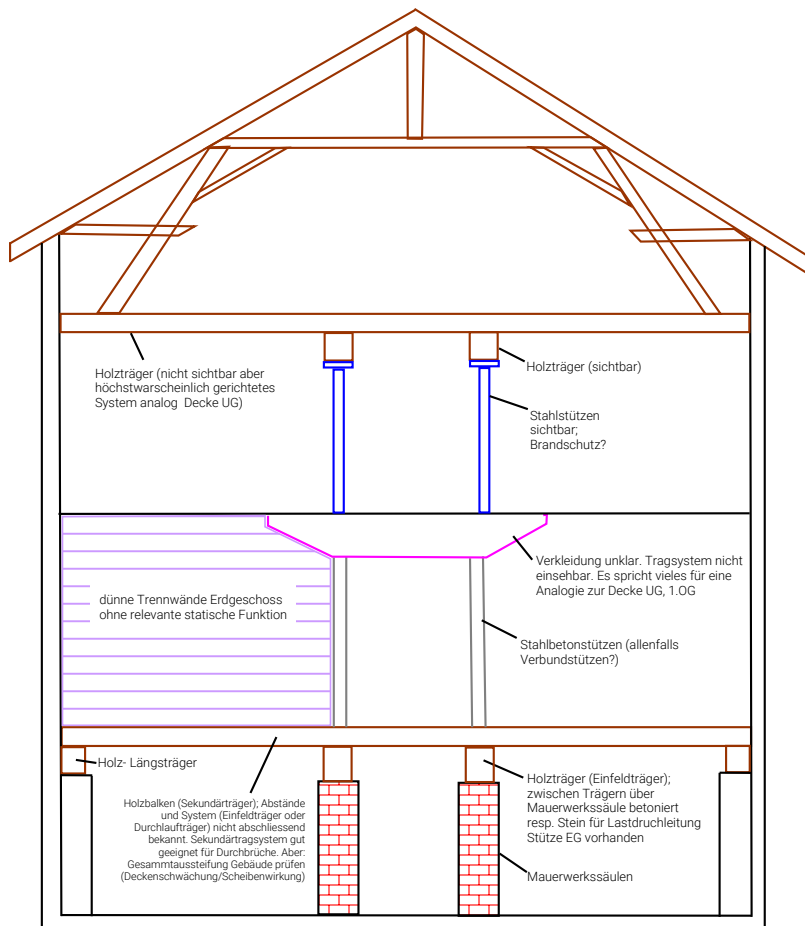 Holzträger (nicht sichtbar aber
höchstwarscheinlich gerichtetes
System analog  Decke UG)
Holzträger (sichtbar)
Stahlstützen
sichtbar;
Brandschutz?
Verkleidung unklar. Tragsystem nicht
einsehbar. Es spricht vieles für eine
Analogie zur Decke UG, 1.OG
dünne Trennwände Erdgeschoss
ohne relevante statische Funktion
Stahlbetonstützen (allenfalls
Verbundstützen?)
Holz- Längsträger
Holzbalken (Sekundärträger); Abstände
und System (Einfeldträger oder
Durchlaufträger) nicht abschliessend
bekannt. Sekundärtragsystem gut
geeignet für Durchbrüche. Aber:
Gesammtaussteifung Gebäude prüfen
(Deckenschwächung/Scheibenwirkung)
Holzträger (Einfeldträger);
zwischen Trägern über
Mauerwerkssäule betoniert
resp. Stein für Lastdruchleitung
Stütze EG vorhanden
Mauerwerkssäulen